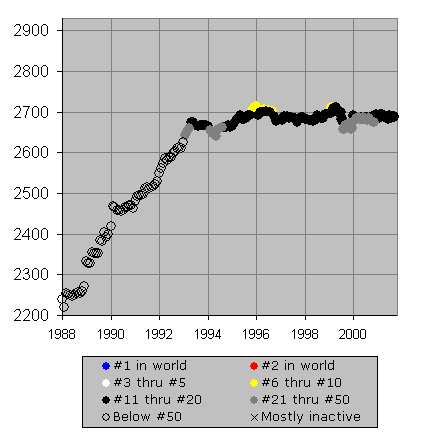 2900
2800
2700
2600
2500
2400
2300
2200
1988 1990 1992 1994 1996 1998 2000
#1 in world #2 in world
#3 thru #5 #6 thru #10
#11 thru #20 #21 thru #50
Below #50 Mostly inactive